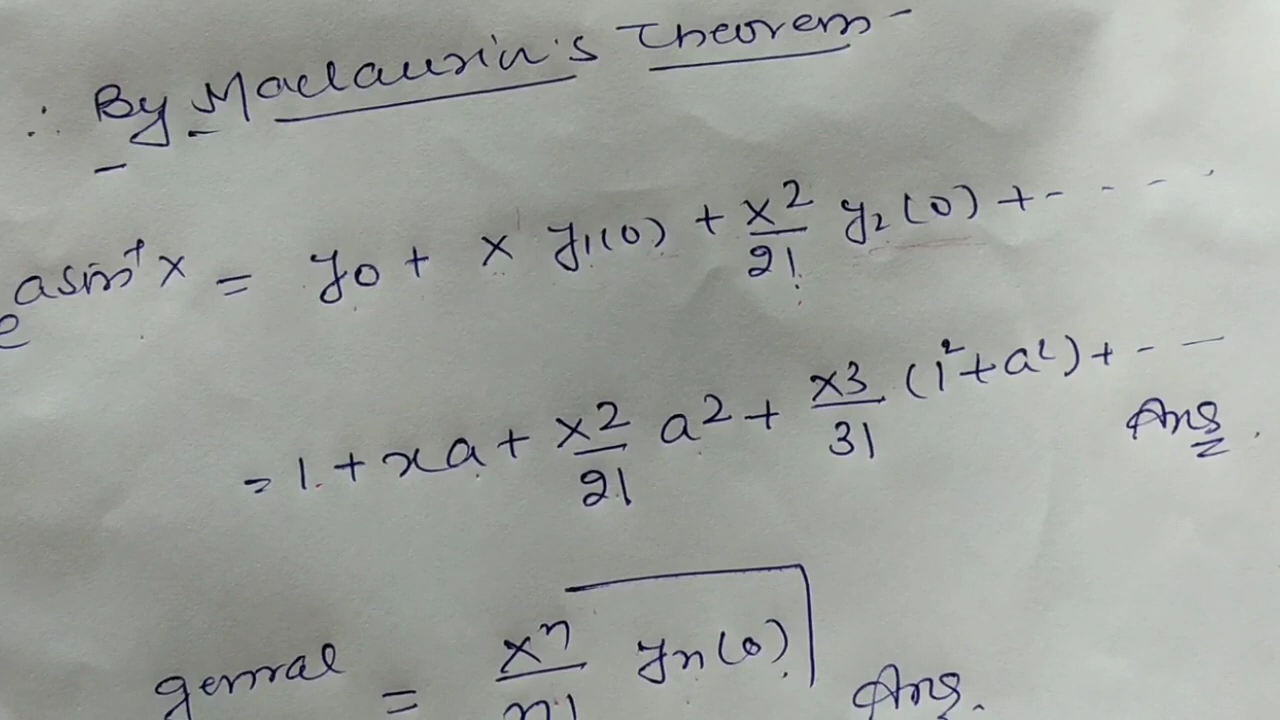 ∴ By Maclaurin's Theorem -
e^(a sin⁻¹ x) = y0 + x y1(0) + x²/2! y2(0) + - - - -
= 1 + xa + x²/2! a² + x³/3! (1² + a²) + - -
Ans.
genral = xⁿ/n! yn(0) Ans.